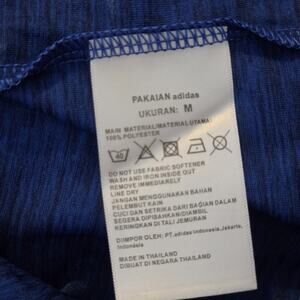 PAKAIAN adidas
UKURAN: M
MAIN MATERIAL/MATERIAL UTAMA:
100% POLYESTER
40
DO NOT USE FABRIC SOFTENER
WASH AND IRON INSIDE OUT
LINE DRY
JANGAN MENGGUNAKAN BAHAN
PELEMBUT KAIN
CUCI DAN SETRIKA DARI BAGIAN DALAM
SEGERA DIPISAHKAN/DIAMBIL
KERINGKAN DI TALI JEMURAN
DIIMPOR OLEH: PT.adidas Indonesia,Jakarta,
Indonesia
MADE IN THAILAND
DIBUAT DI NEGARA THAILAND